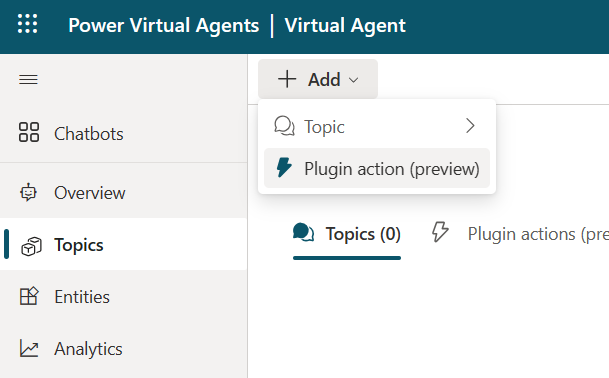 Power Virtual Agents | Virtual Agent
Add
Chatbots
Topic
Plugin action (preview)
Overview
Topics
Topics (0)
Plugin actions (pre
Entities
Analytics